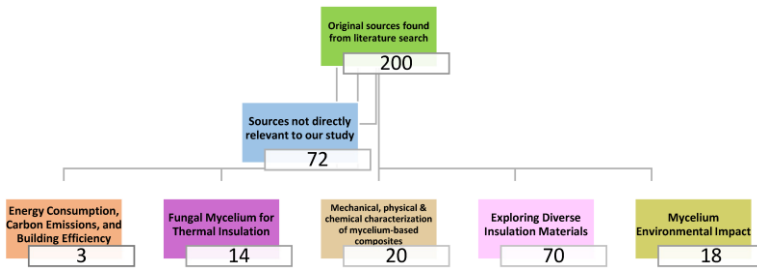 Original sources found
from literature search
200
Sources not directly
relevant to our study
72
Energy Consumption,
Carbon Emissions, and
Building Efficiency
3
Fungal Mycelium for
Thermal Insulation
14
Mechanical, physical &
chemical characterization
of mycelium-based
composites
20
Exploring Diverse
Insulation Materials
70
Mycelium
Environmental Impact
18